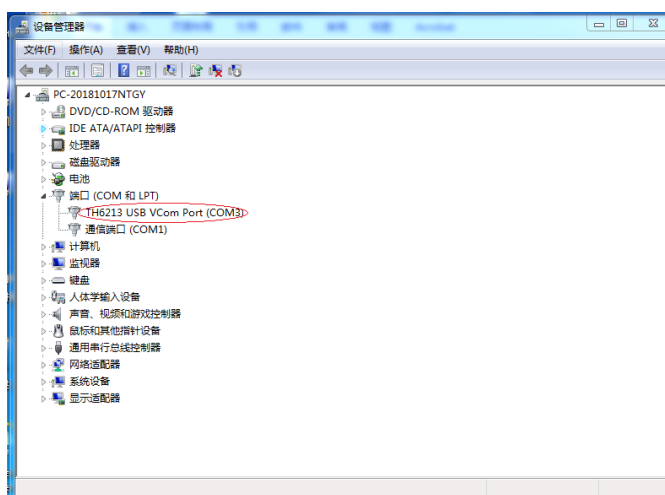 设备管理器
文件(F) 操作(A) 查看(V) 帮助(H)
PC-20181017NTGY
DVD/CD-ROM 驱动器
IDE ATA/ATAPI 控制器
处理器
磁盘驱动器
电池
端口 (COM 和 LPT)
TH6213 USB VCom Port (COM3)
通信端口 (COM1)
计算机
监视器
键盘
人体学输入设备
声音、视频和游戏控制器
鼠标和其他指针设备
通用串行总线控制器
网络适配器
系统设备
显示适配器